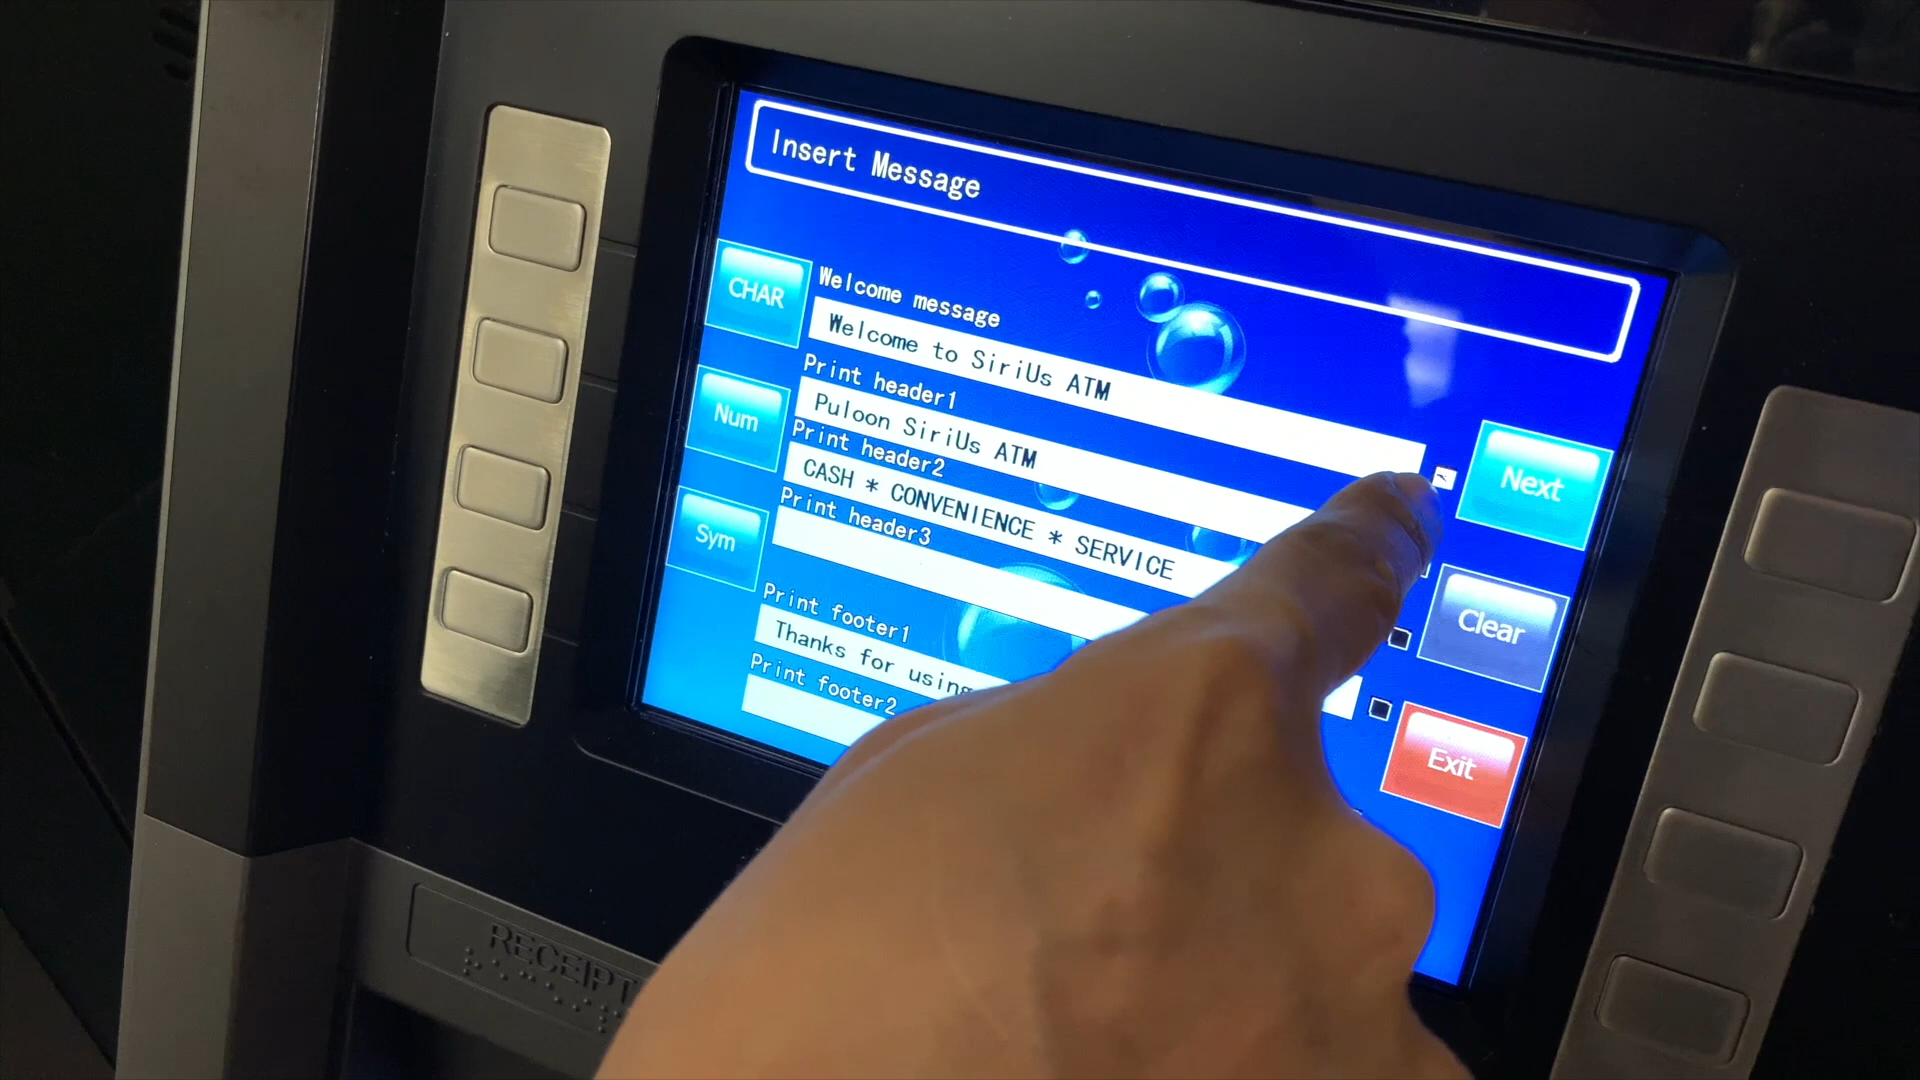 Insert Message
CHAR
Welcome message
Welcome to SiriUs ATM
Print header1
Puloon SiriUs ATM
Next
Num
Print header2
CASH * CONVENIENCE * SERVICE
Print header3
Clear
Sym
Print footer1
Thanks for using
Print footer2
Exit
RECEIPT